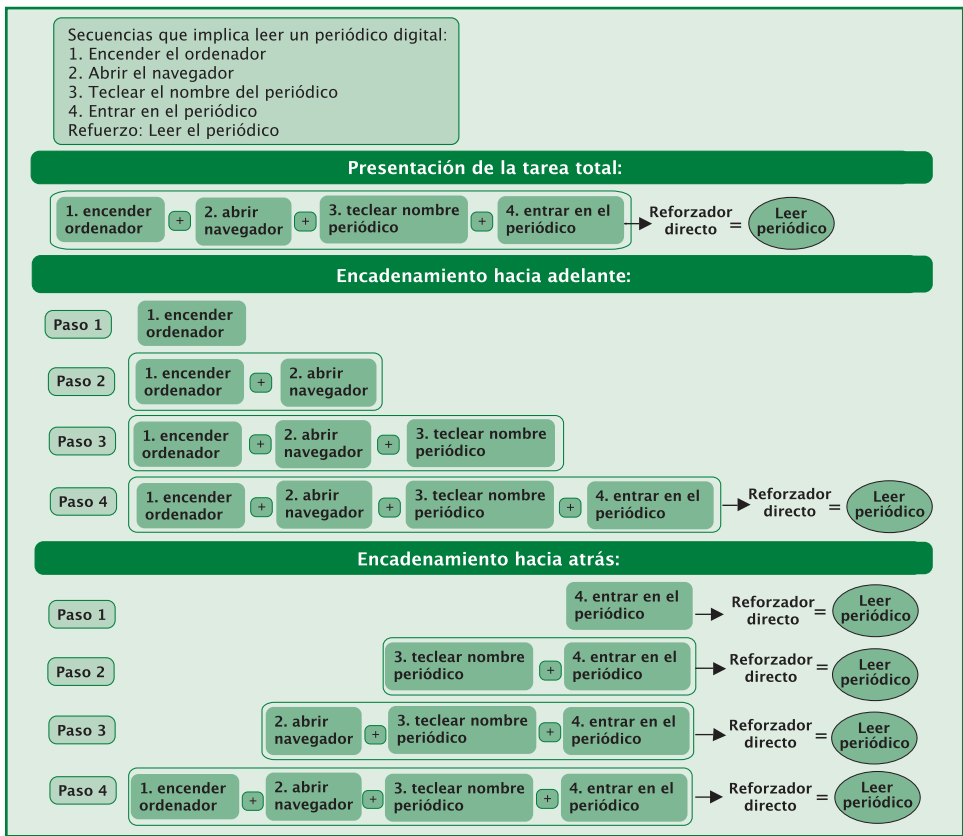 Secuencias que implica leer un periódico digital:
1. Encender el ordenador
2. Abrir el navegador
3. Teclear el nombre del periódico
4. Entrar en el periódico
Refuerzo: Leer el periódico
Presentación de la tarea total:
1. encender
ordenador
+
2. abrir
navegador
+
3. teclear nombre
periódico
+
4. entrar en el
periódico
Reforzador
directo
=
Leer
periódico
Encadenamiento hacia adelante:
Paso 1
1. encender
ordenador
Paso 2
1. encender
ordenador
+
2. abrir
navegador
Paso 3
1. encender
ordenador
+
2. abrir
navegador
+
3. teclear nombre
periódico
Paso 4
1. encender
ordenador
+
2. abrir
navegador
+
3. teclear nombre
periódico
+
4. entrar en el
periódico
Reforzador
directo
=
Leer
periódico
Encadenamiento hacia atrás:
Paso 1
4. entrar en el
periódico
Reforzador
directo
=
Leer
periódico
Paso 2
3. teclear nombre
periódico
+
4. entrar en el
periódico
Reforzador
directo
=
Leer
periódico
Paso 3
2. abrir
navegador
+
3. teclear nombre
periódico
+
4. entrar en el
periódico
Reforzador
directo
=
Leer
periódico
Paso 4
1. encender
ordenador
+
2. abrir
navegador
+
3. teclear nombre
periódico
+
4. entrar en el
periódico
Reforzador
directo
=
Leer
periódico